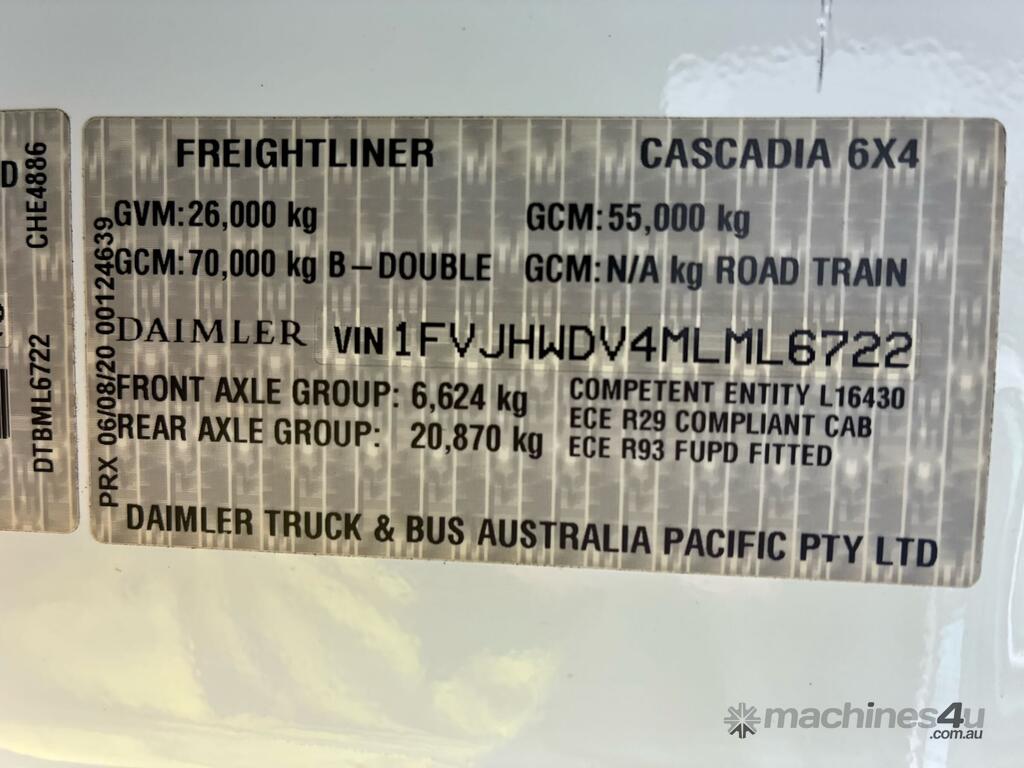 D
CHE4886
DTBML6722
PRX 06/08/20 00124639
FREIGHTLINER CASCADIA 6X4
GVM: 26,000 kg GCM: 55,000 kg
GCM: 70,000 kg B-DOUBLE GCM: N/A kg ROAD TRAIN
DAIMLER VIN 1FVJHWDV4MLML6722
FRONT AXLE GROUP: 6,624 kg COMPETENT ENTITY L16430
REAR AXLE GROUP: 20,870 kg ECE R29 COMPLIANT CAB
ECE R93 FUPD FITTED
DAIMLER TRUCK & BUS AUSTRALIA PACIFIC PTY LTD
machines4u
.com.au